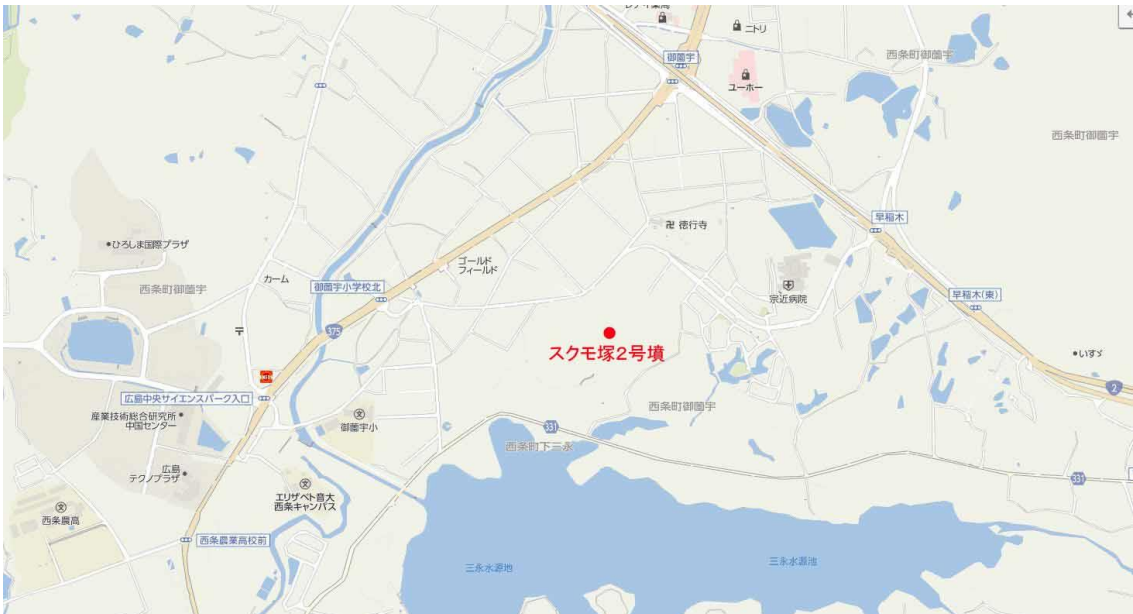 レデイ薬局
ニトリ
御薗宇
ユーホー
西条町御薗宇
西条町御薗宇
早稲木
徳行寺
ひろしま国際プラザ
ゴールド
フィールド
カーム
西条町御薗宇
御薗宇小学校北
宗近病院
早稲木(東)
375
スクモ塚2号墳
いすゞ
2
広島中央サイエンスパーク入口
西条町御薗宇
産業技術総合研究所
中国センター
御薗宇小
331
西条町下三永
広島
テクノプラザ
331
エリザベト音大
西条キャンパス
西条農高
西条農業高校前
三永水源地
三永水源池